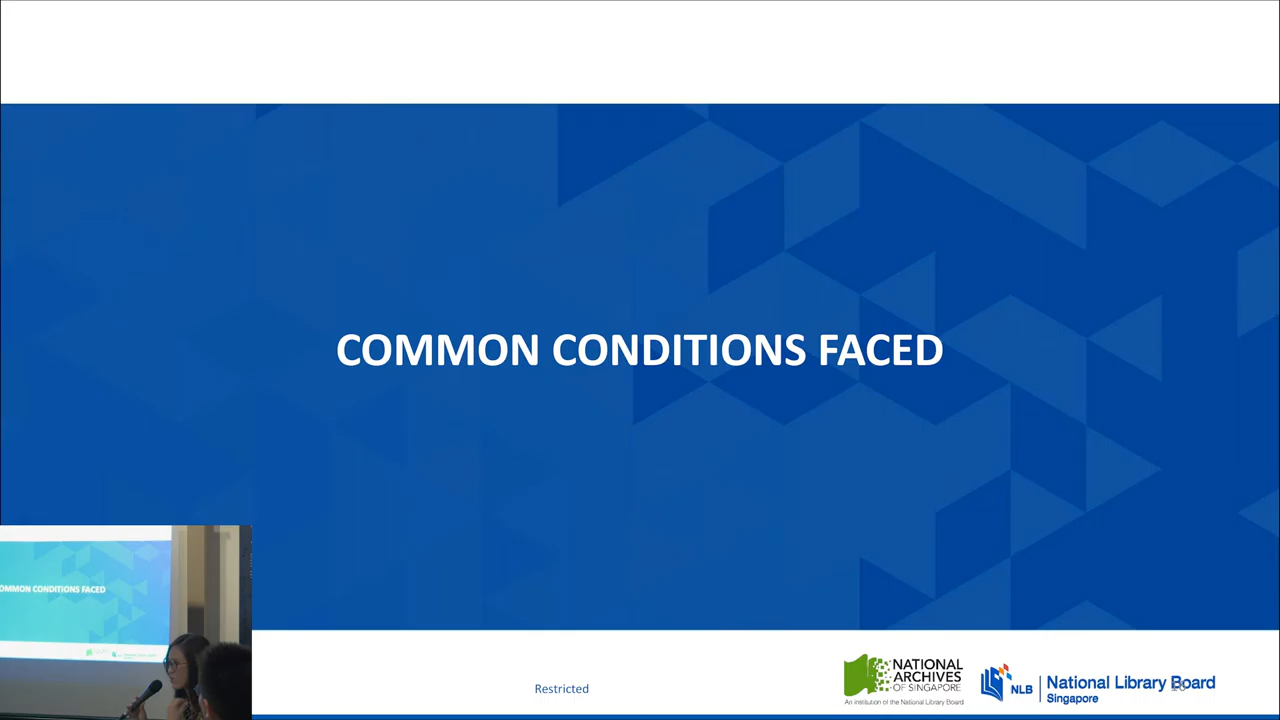 COMMON CONDITIONS FACED
OMMON CONDITIONS FACED
Restricted
NATIONAL
ARCHIVES
OF SINGAPORE
An institution of the National Library Board
NLB
National Library Board
Singapore